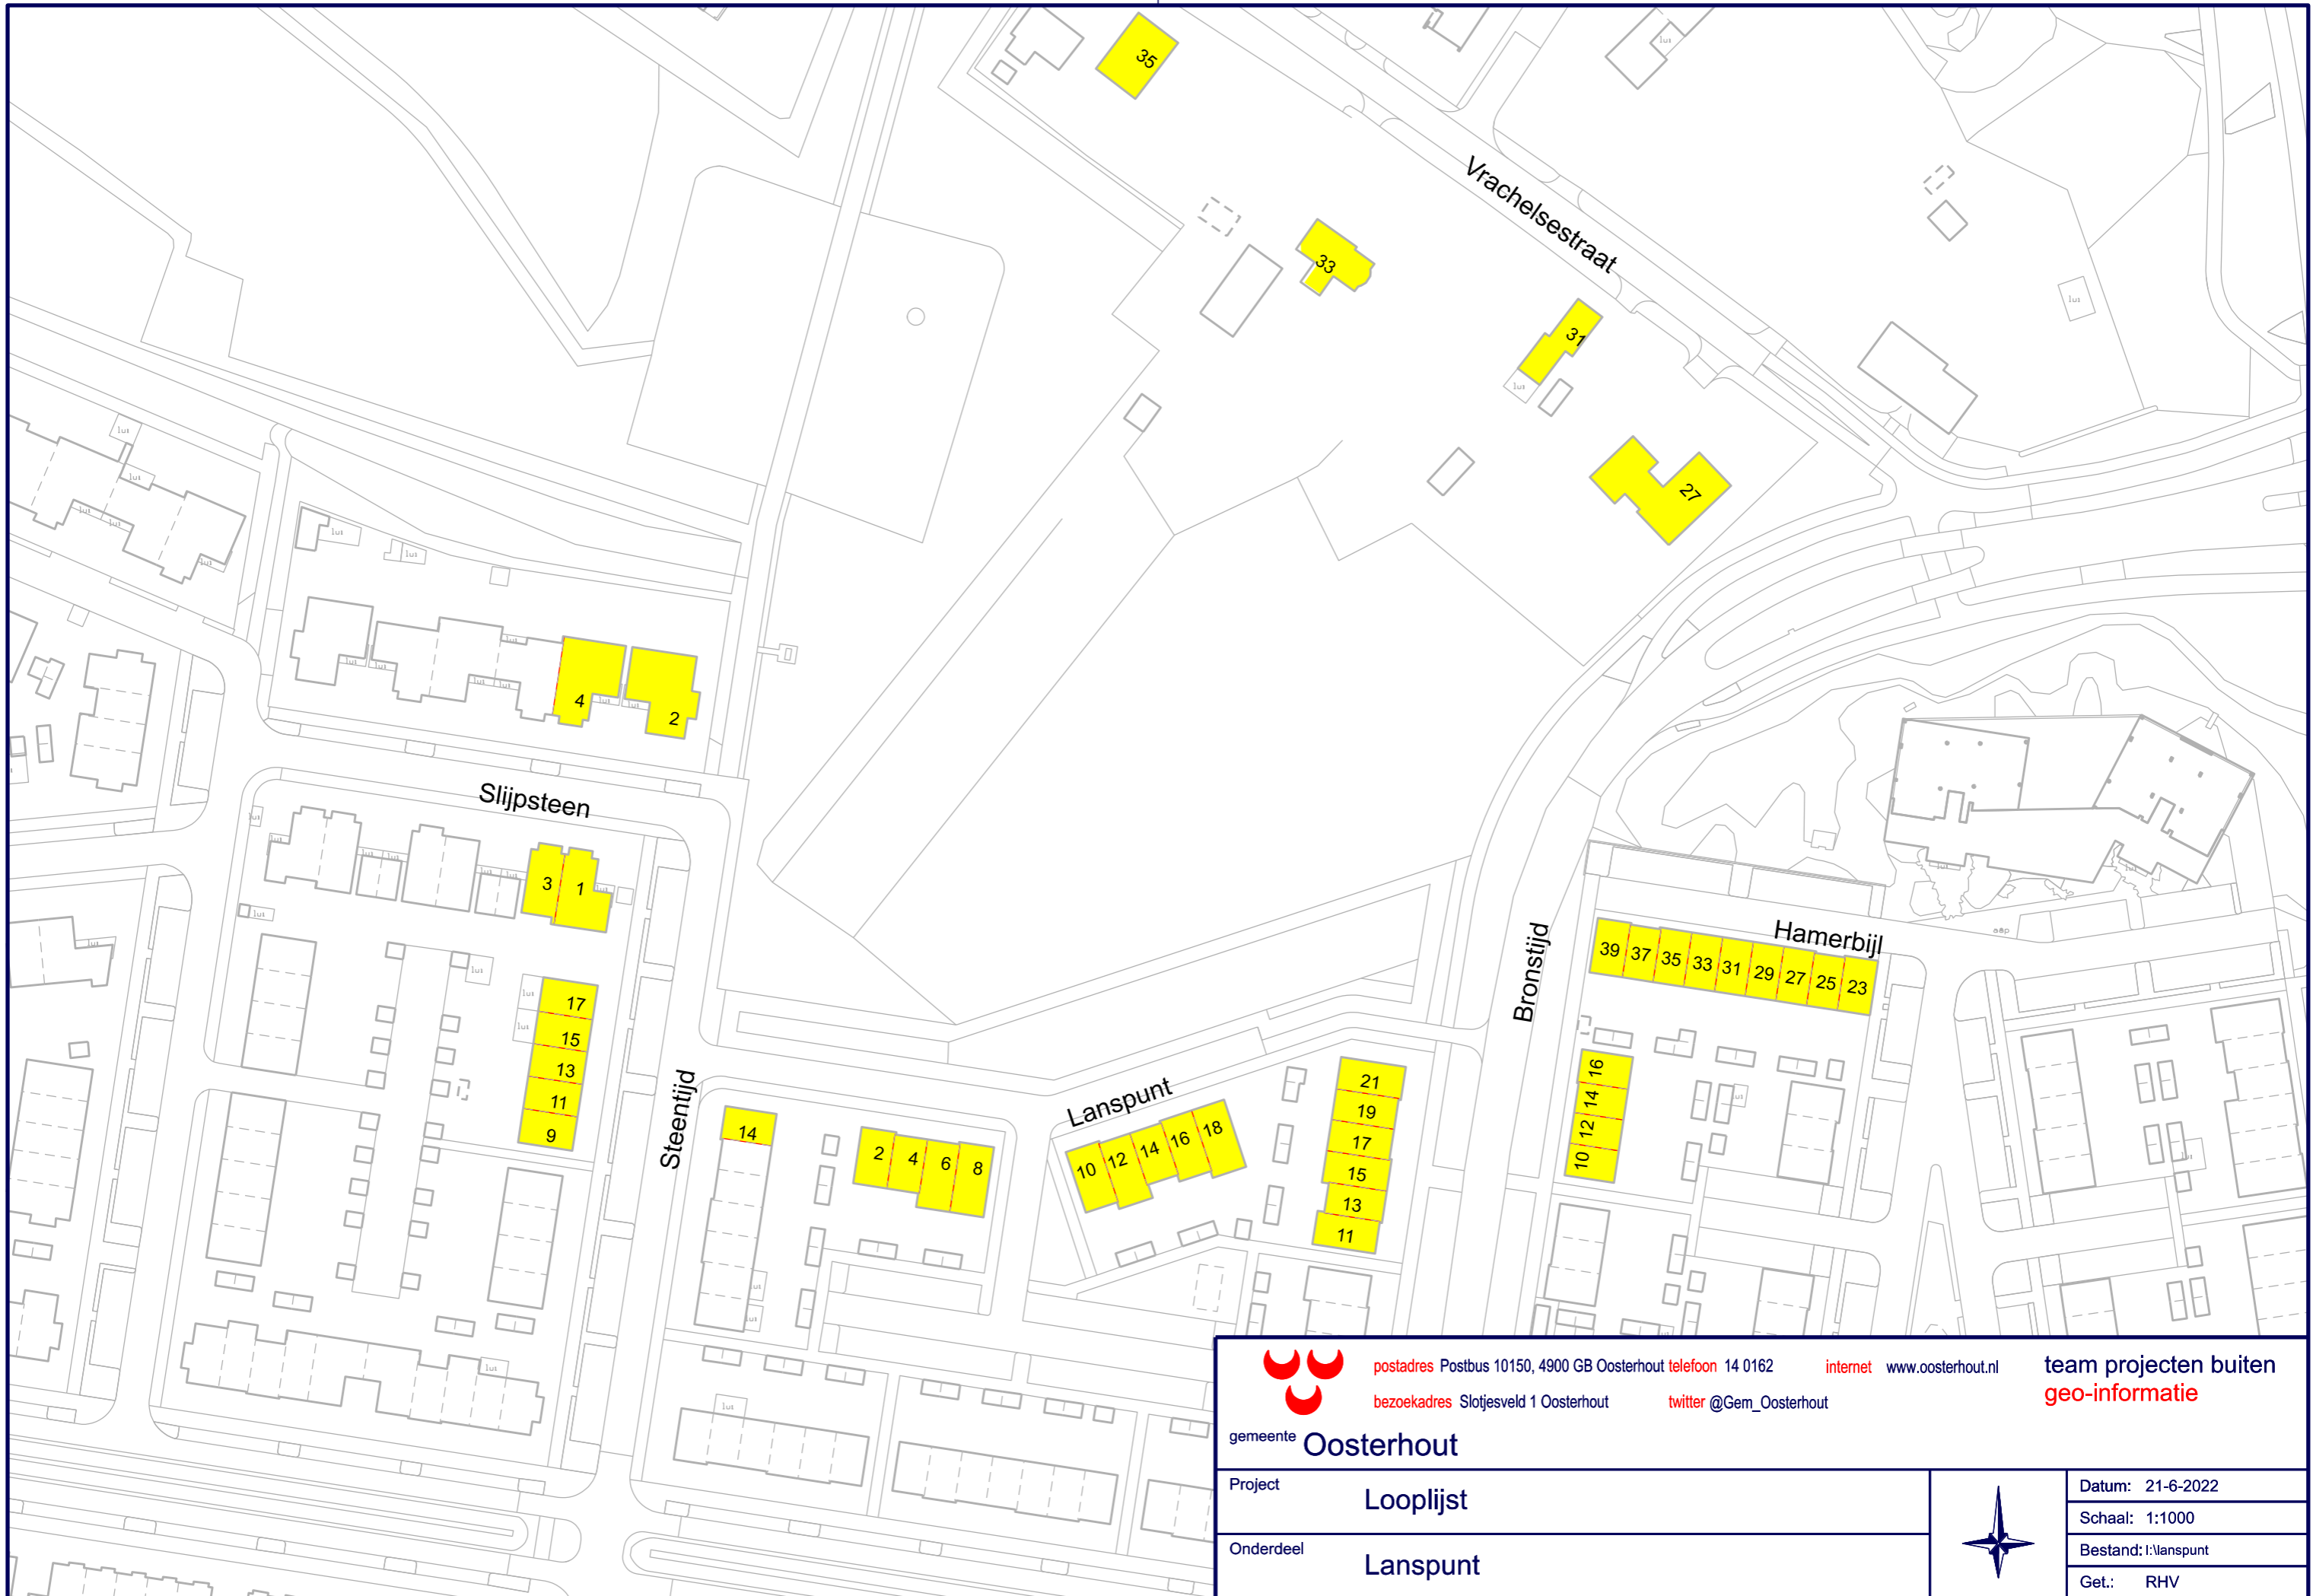 35
Vrachelsestraat
33
31
27
4
2
Slijpsteen
3 1
17
15
13
11
9
Steentijd
14
2 4 6 8
Lanspunt
10 12 14 16 18
21
19
17
15
13
11
Bronstijd
Hamerbijl
39 37 35 33 31 29 27 25 23
16
14
12
10
lus
postadres Postbus 10150, 4900 GB Oosterhout telefoon 14 0162 internet www.oosterhout.nl
bezoekadres Slotjesveld 1 Oosterhout twitter @Gem_Oosterhout
team projecten buiten
geo-informatie
gemeente Oosterhout
Project
Looplijst
Onderdeel
Lanspunt
Datum: 21-6-2022
Schaal: 1:1000
Bestand: I:\lanspunt
Get.: RHV